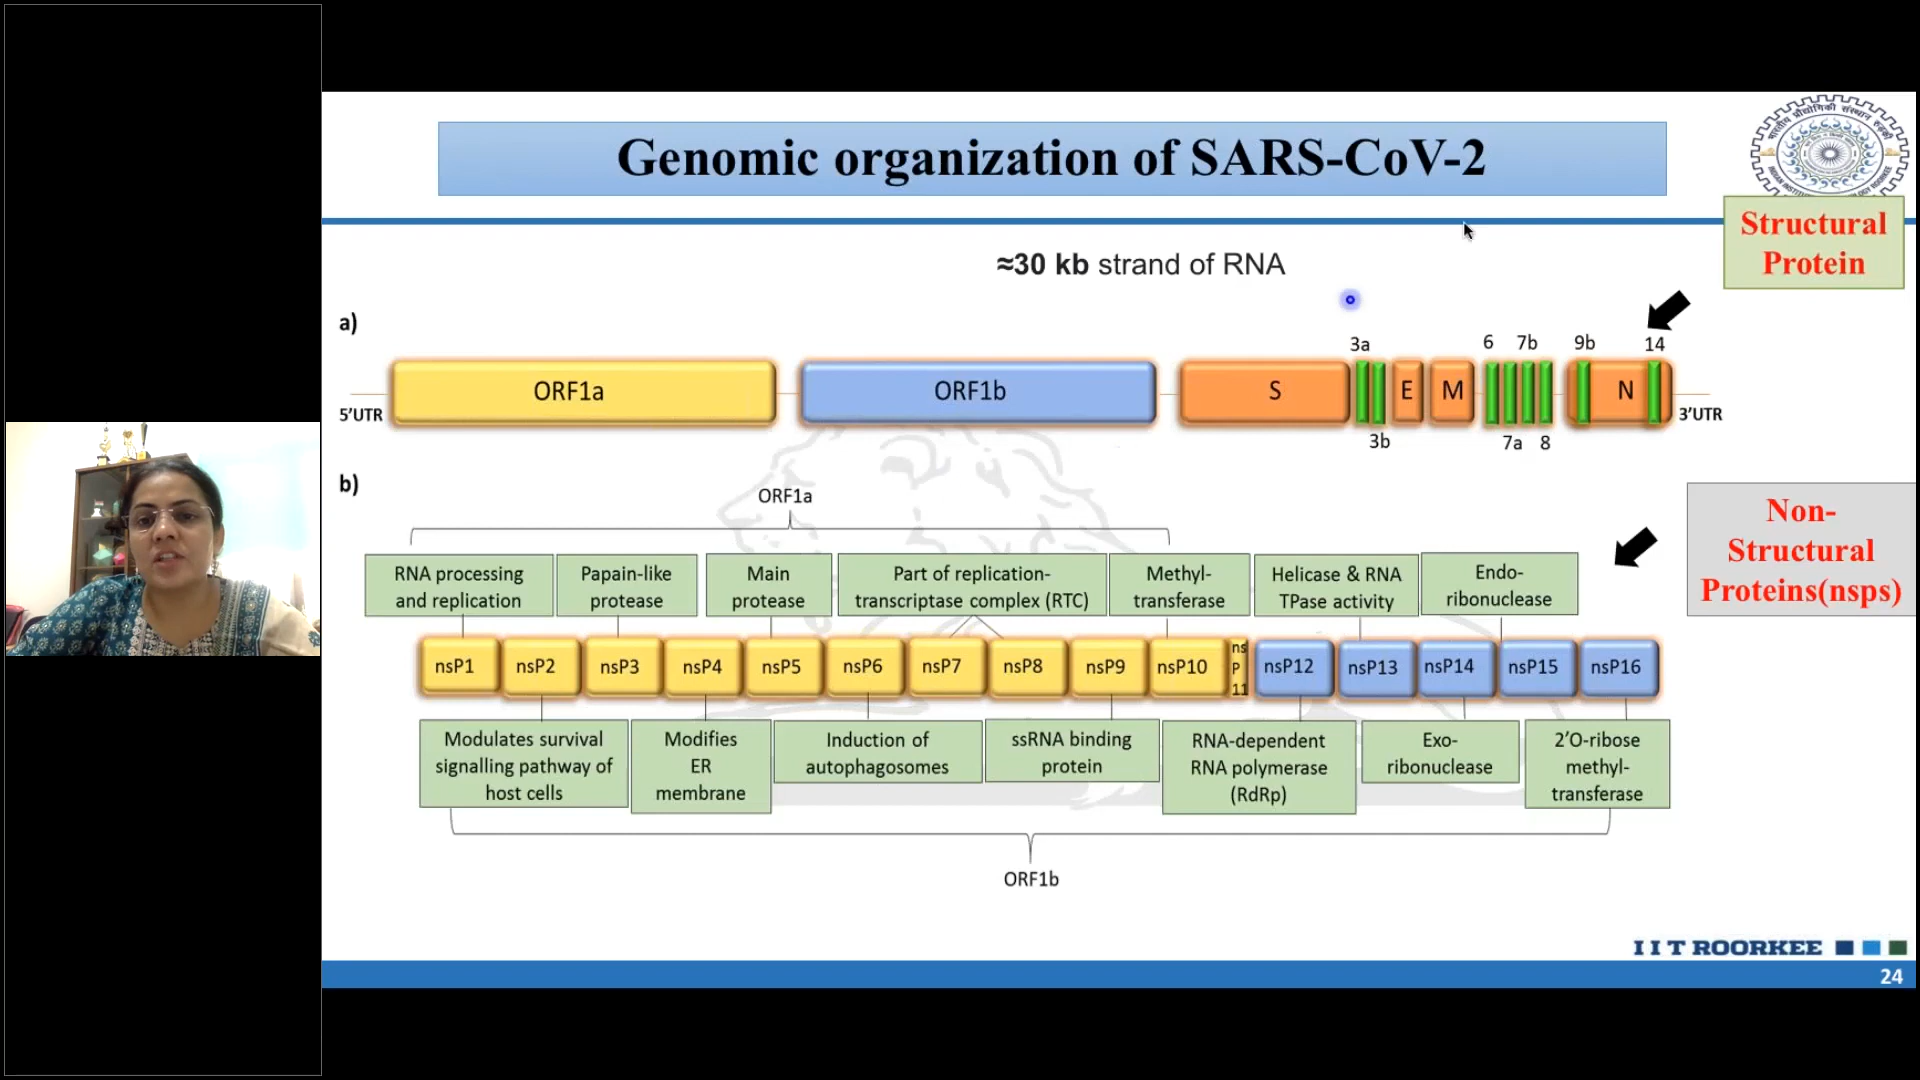 Genomic organization of SARS-CoV-2
भारतीय प्रौद्योगिकी संस्थान रुड़की
Structural
Protein
≈30 kb strand of RNA
a)
3a
6
7b
9b
14
5’UTR
ORF1a
ORF1b
S
E
M
N
3’UTR
3b
7a
8
b)
ORF1a
Non-
Structural
Proteins(nsps)
RNA processing
and replication
Papain-like
protease
Main
protease
Part of replication-
transcriptase complex (RTC)
Methyl-
transferase
Helicase & RNA
TPase activity
Endo-
ribonuclease
nsP1
nsP2
nsP3
nsP4
nsP5
nsP6
nsP7
nsP8
nsP9
nsP10
ns
P
11
nsP12
nsP13
nsP14
nsP15
nsP16
Modulates survival
signalling pathway of
host cells
Modifies
ER
membrane
Induction of
autophagosomes
ssRNA binding
protein
RNA-dependent
RNA polymerase
(RdRp)
Exo-
ribonuclease
2’O-ribose
methyl-
transferase
ORF1b
I I T ROORKEE
24